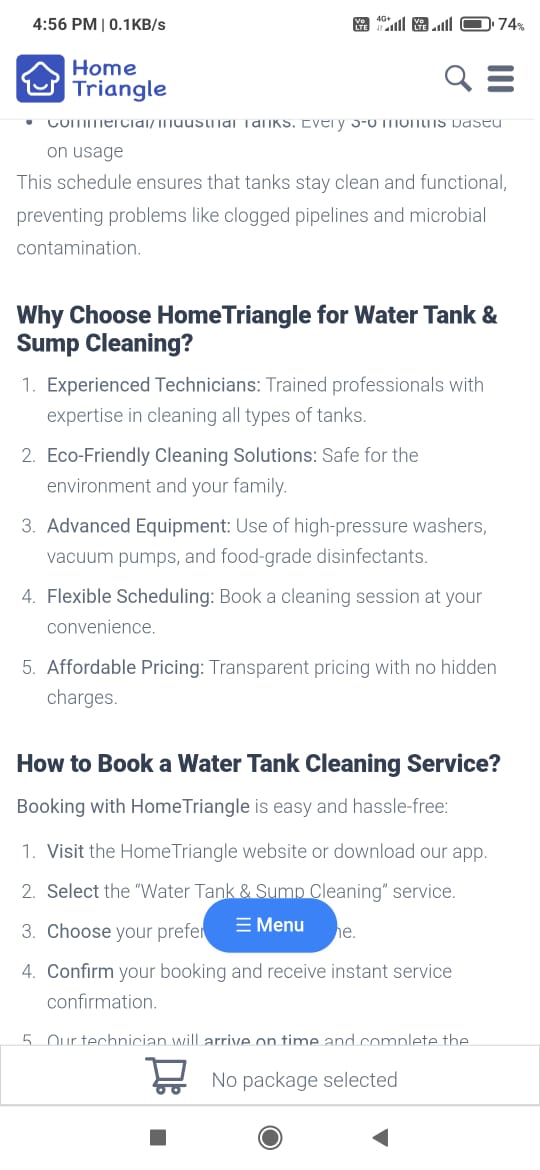 4:56 PM | 0.1KB/s
Vo LTE 4G+ Vo LTE 74%
Home
Triangle
Commercial/Industrial Tanks: Every 3-6 months based
on usage
This schedule ensures that tanks stay clean and functional,
preventing problems like clogged pipelines and microbial
contamination.
Why Choose HomeTriangle for Water Tank &
Sump Cleaning?
1. Experienced Technicians: Trained professionals with
expertise in cleaning all types of tanks.
2. Eco-Friendly Cleaning Solutions: Safe for the
environment and your family.
3. Advanced Equipment: Use of high-pressure washers,
vacuum pumps, and food-grade disinfectants.
4. Flexible Scheduling: Book a cleaning session at your
convenience.
5. Affordable Pricing: Transparent pricing with no hidden
charges.
How to Book a Water Tank Cleaning Service?
Booking with HomeTriangle is easy and hassle-free:
1. Visit the HomeTriangle website or download our app.
2. Select the “Water Tank & Sump Cleaning” service.
3. Choose your
Menu
4. Confirm your booking and receive instant service
confirmation.
5. Our technician will arrive on time and complete the
No package selected